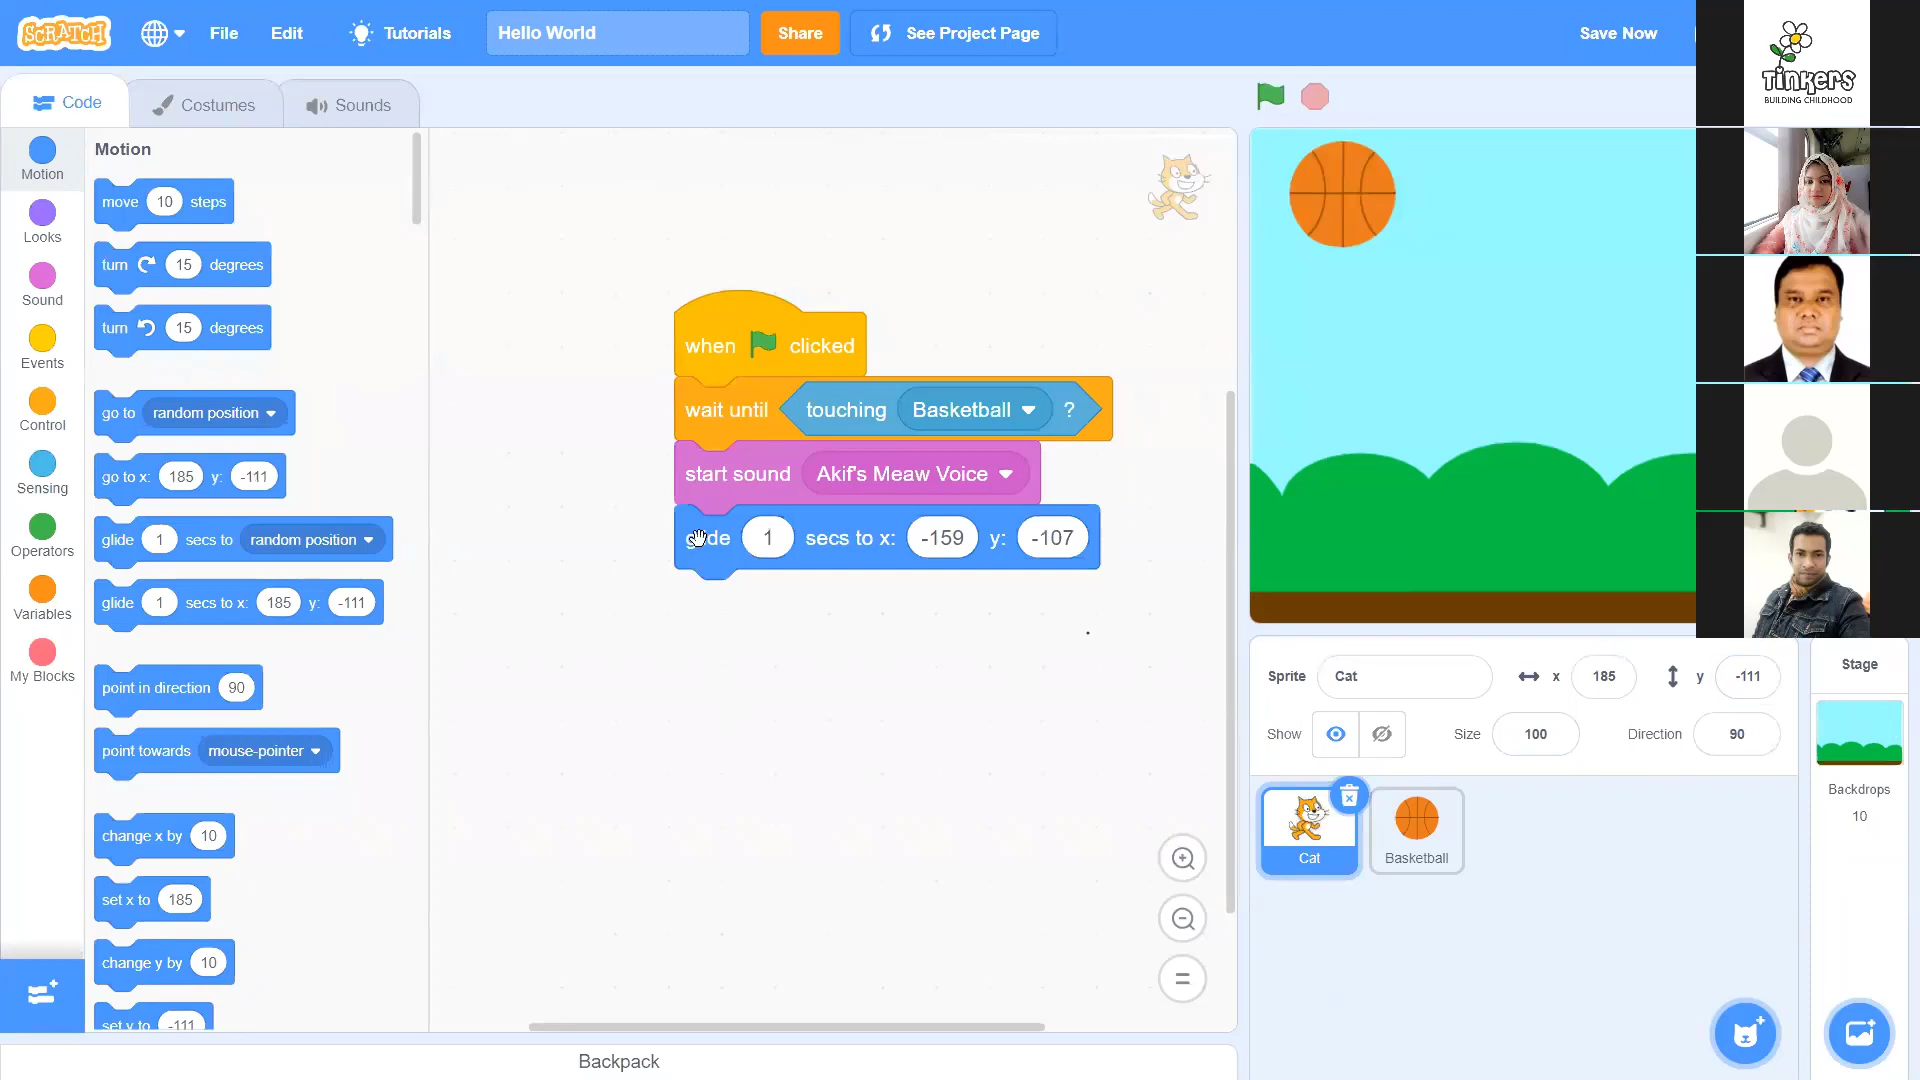 SCRATCH
File
Edit
Tutorials
Hello World
Share
See Project Page
Save Now
Tinkers
BUILDING CHILDHOOD
Code
Costumes
Sounds
Motion
Looks
Sound
Events
Control
Sensing
Operators
Variables
My Blocks
Motion
move 10 steps
turn 15 degrees
turn 15 degrees
go to random position
go to x: 185 y: -111
glide 1 secs to random position
glide 1 secs to x: 185 y: -111
point in direction 90
point towards mouse-pointer
change x by 10
set x to 185
change y by 10
set y to -111
when clicked
wait until touching Basketball ?
start sound Akif's Meaw Voice
glide 1 secs to x: -159 y: -107
Sprite Cat x 185 y -111
Show Size 100 Direction 90
Cat
Basketball
Stage
Backdrops
10
Backpack